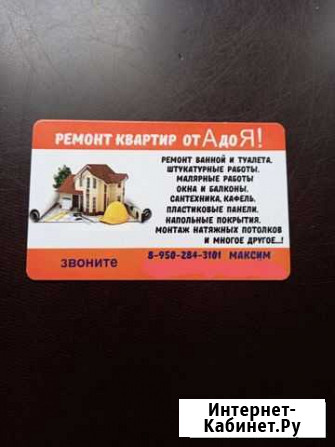 РЕМОНТ КВАРТИР ОТ А ДО Я!
РЕМОНТ ВАННОЙ И ТУАЛЕТА.
ШТУКАТУРНЫЕ РАБОТЫ.
МАЛЯРНЫЕ РАБОТЫ
ОКНА И БАЛКОНЫ.
САНТЕХНИКА, КАФЕЛЬ.
ПЛАСТИКОВЫЕ ПАНЕЛИ.
НАПОЛЬНЫЕ ПОКРЫТИЯ.
МОНТАЖ НАТЯЖНЫХ ПОТОЛКОВ
И МНОГОЕ ДРУГОЕ...!
ЗВОНИТЕ 8-950-284-3101 МАКСИМ
Интернет-
Кабинет.Ру